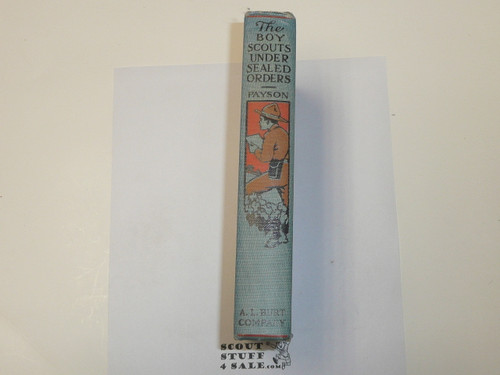 The
BOY
SCOUTS
UNDER
SEALED
ORDERS
PAYSON
A. L. BURT
COMPANY
SCOUT
STUFF
4 SALE.COM